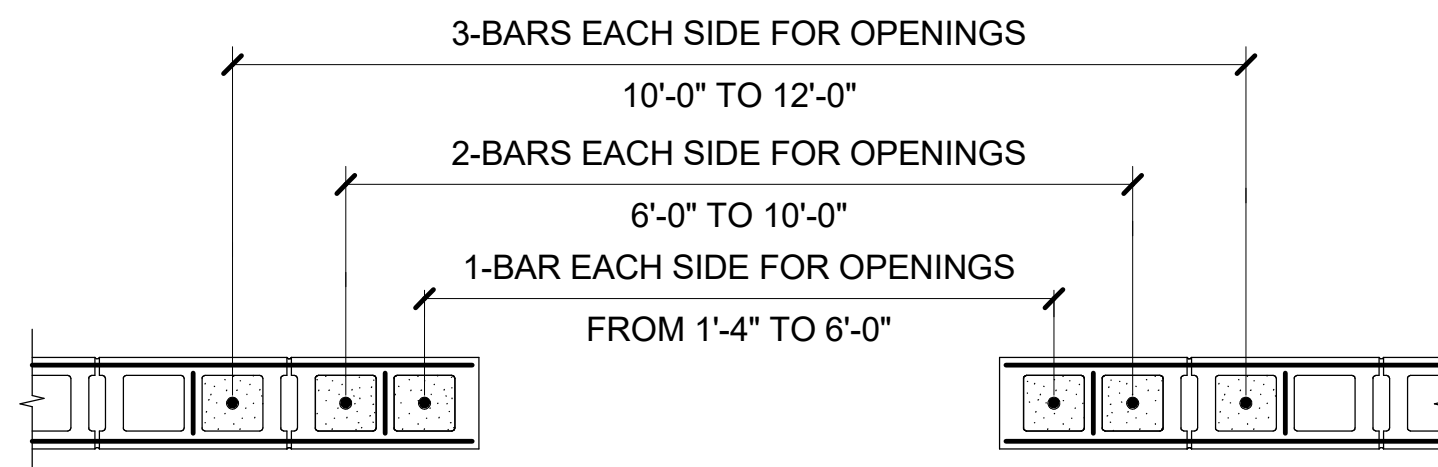 3-BARS EACH SIDE FOR OPENINGS
10'-0" TO 12'-0"
2-BARS EACH SIDE FOR OPENINGS
6'-0" TO 10'-0"
1-BAR EACH SIDE FOR OPENINGS
FROM 1'-4" TO 6'-0"